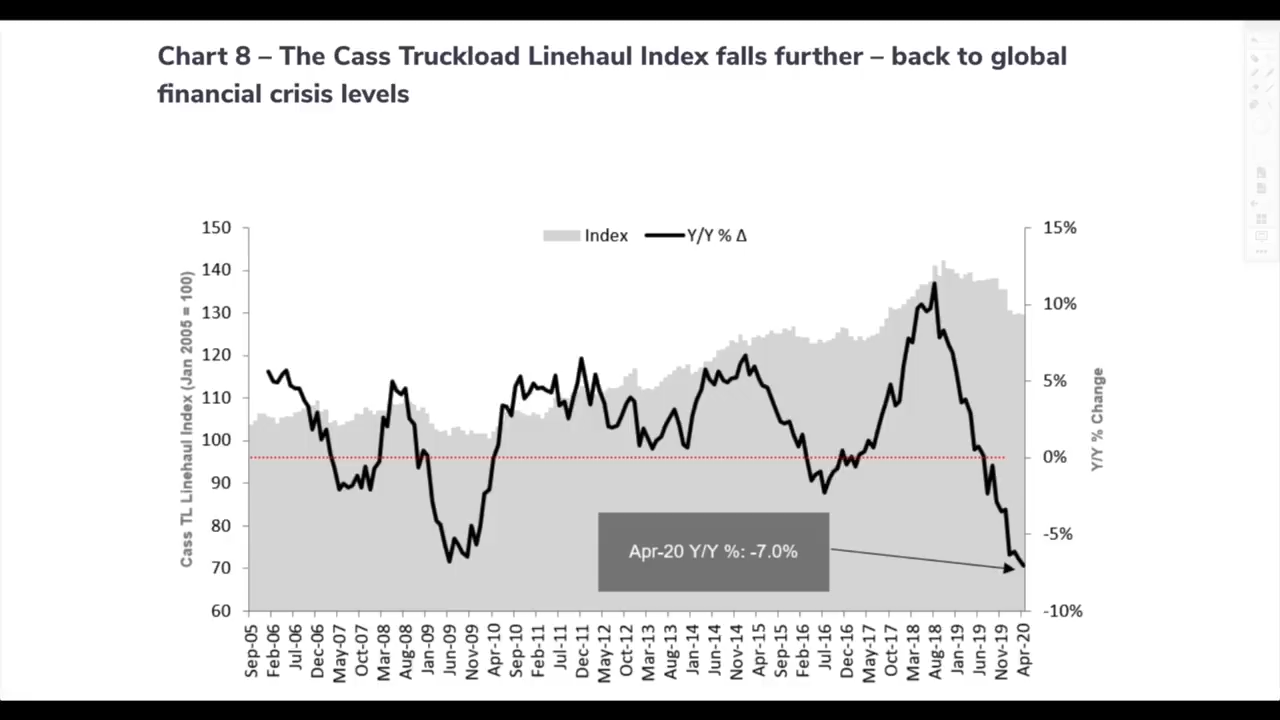 Chart 8 – The Cass Truckload Linehaul Index falls further – back to global
financial crisis levels
Index
Y/Y % Δ
Cass TL Linehaul Index (Jan 2005 = 100)
150
140
130
120
110
100
90
80
70
60
15%
10%
5%
0%
-5%
-10%
Y/Y % Change
Apr-20 Y/Y %: -7.0%
Sep-05
Feb-06
Jul-06
Dec-06
May-07
Oct-07
Mar-08
Aug-08
Jan-09
Jun-09
Nov-09
Apr-10
Sep-10
Feb-11
Jul-11
Dec-11
May-12
Oct-12
Mar-13
Aug-13
Jan-14
Jun-14
Nov-14
Apr-15
Sep-15
Feb-16
Jul-16
Dec-16
May-17
Oct-17
Mar-18
Aug-18
Jan-19
Jun-19
Nov-19
Apr-20